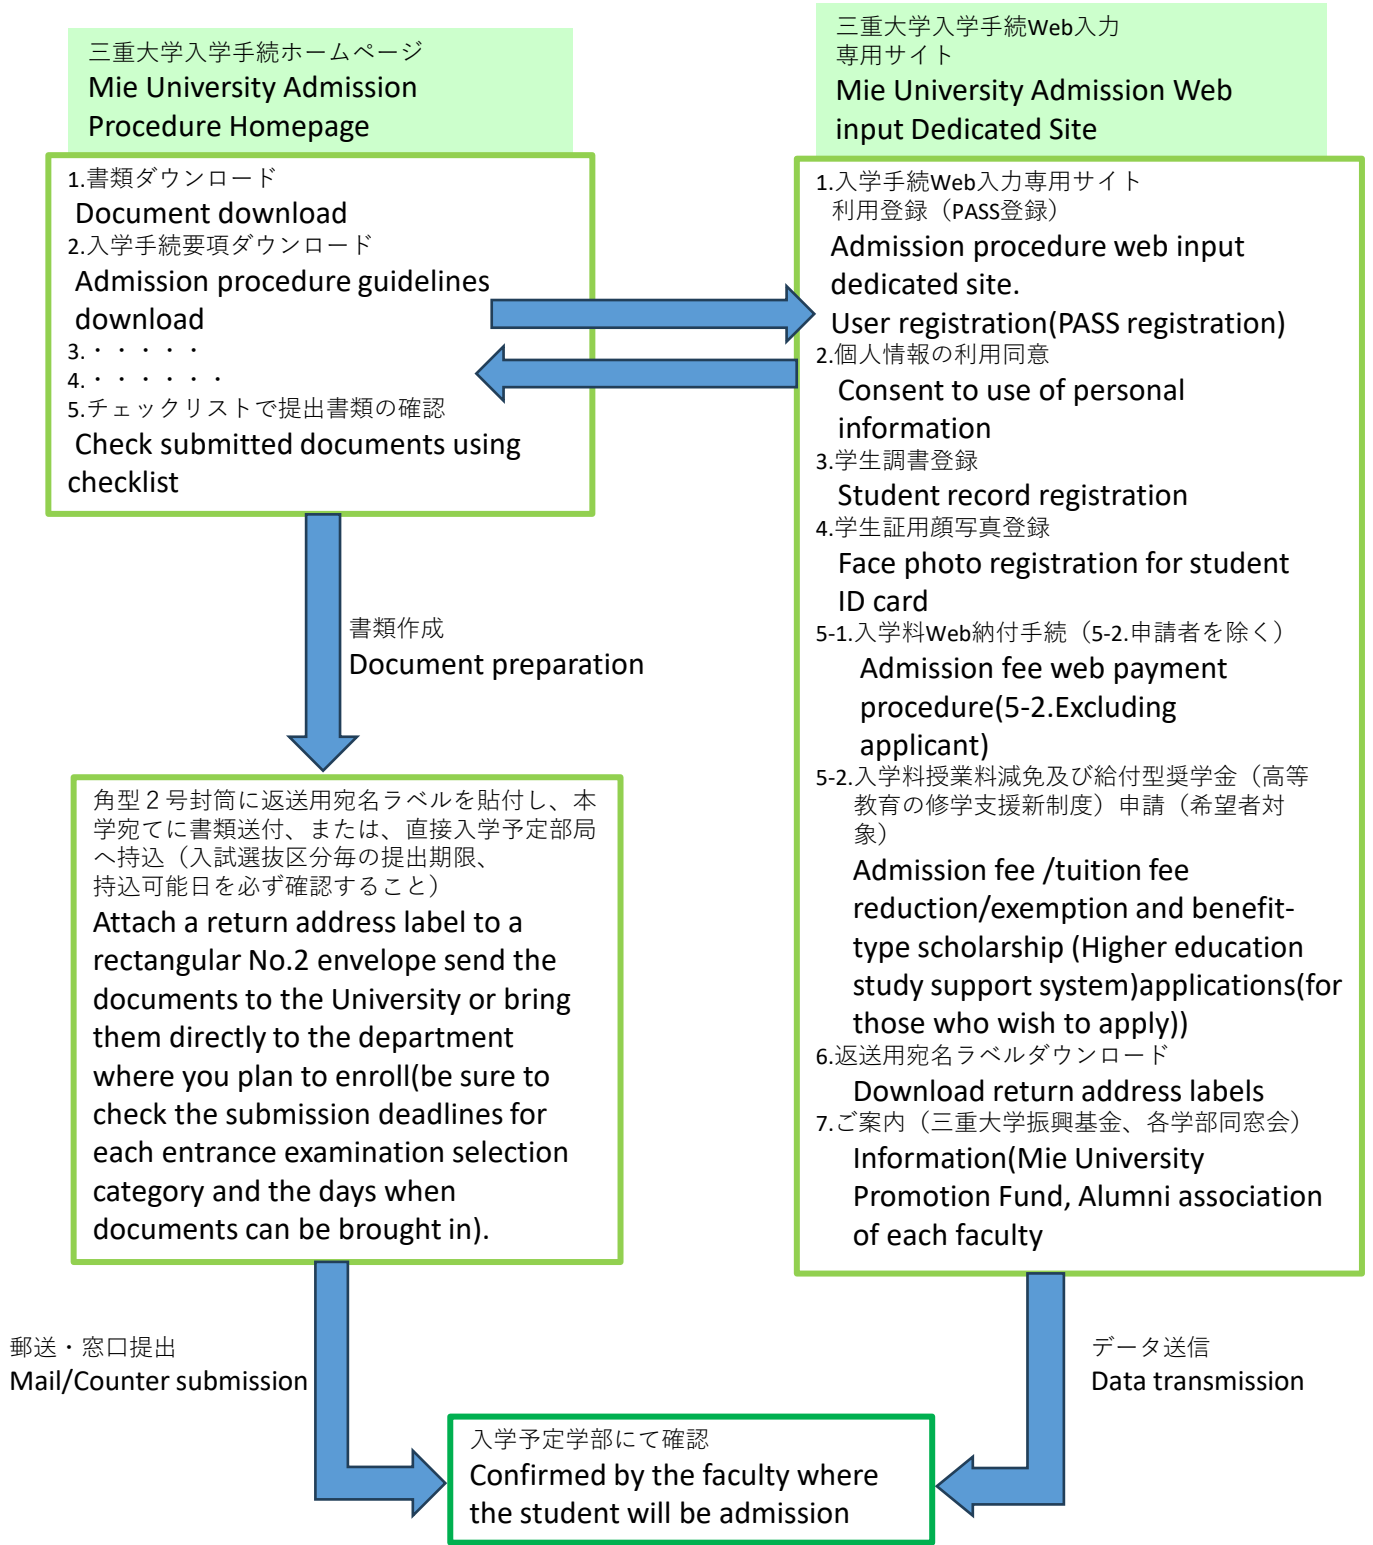 三重大学入学手続ホームページ
Mie University Admission
Procedure Homepage
1.書類ダウンロード
Document download
2.入学手続要項ダウンロード
Admission procedure guidelines
download
3.・・・・・
4.・・・・・・
5.チェックリストで提出書類の確認
Check submitted documents using
checklist
書類作成
Document preparation
角型２号封筒に返送用宛名ラベルを貼付し、本
学宛てに書類送付、または、直接入学予定部局
へ持込（入試選抜区分毎の提出期限、
持込可能日を必ず確認すること）
Attach a return address label to a
rectangular No.2 envelope send the
documents to the University or bring
them directly to the department
where you plan to enroll(be sure to
check the submission deadlines for
each entrance examination selection
category and the days when
documents can be brought in).
郵送・窓口提出
Mail/Counter submission
三重大学入学手続Web入力
専用サイト
Mie University Admission Web
input Dedicated Site
1.入学手続Web入力専用サイト
利用登録（PASS登録）
Admission procedure web input
dedicated site.
User registration(PASS registration)
2.個人情報の利用同意
Consent to use of personal
information
3.学生調書登録
Student record registration
4.学生証用顔写真登録
Face photo registration for student
ID card
5-1.入学料Web納付手続（5-2.申請者を除く）
Admission fee web payment
procedure(5-2.Excluding
applicant)
5-2.入学料授業料減免及び給付型奨学金（高等
教育の修学支援新制度）申請（希望者対
象）
Admission fee /tuition fee
reduction/exemption and benefit-
type scholarship (Higher education
study support system)applications(for
those who wish to apply))
6.返送用宛名ラベルダウンロード
Download return address labels
7.ご案内（三重大学振興基金、各学部同窓会）
Information(Mie University
Promotion Fund, Alumni association
of each faculty
データ送信
Data transmission
入学予定学部にて確認
Confirmed by the faculty where
the student will be admission